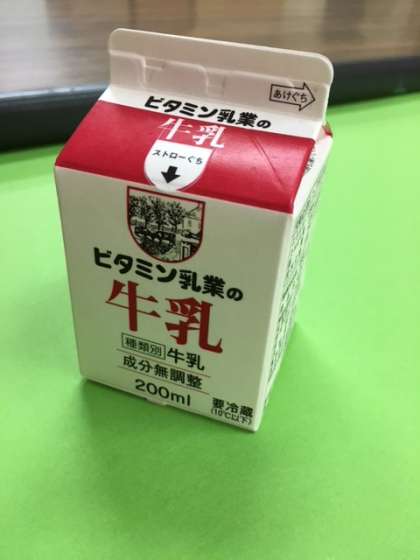 あけぐち
ビタミン乳業の
牛乳
ストローぐち
ビタミン乳業の
牛乳
種類別 牛乳
成分無調整
200ml
要冷蔵
(10℃以下)